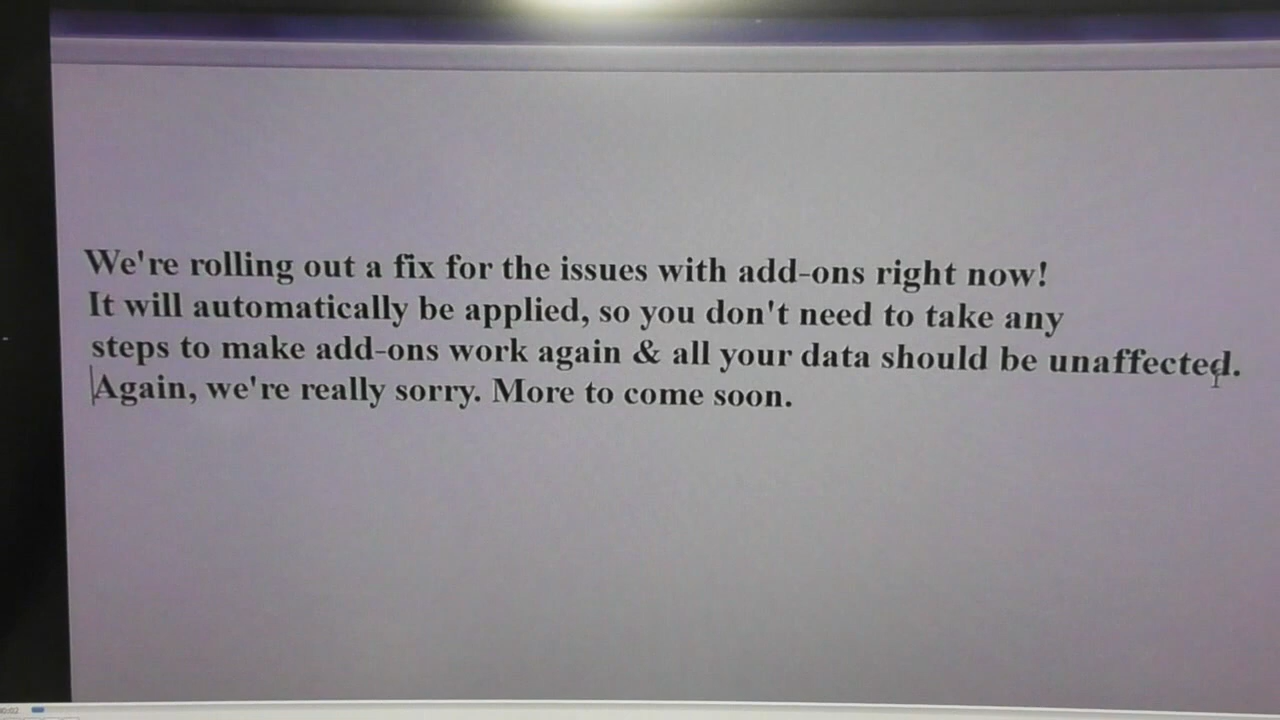 We're rolling out a fix for the issues with add-ons right now!
It will automatically be applied, so you don't need to take any
steps to make add-ons work again & all your data should be unaffected.
Again, we're really sorry. More to come soon.